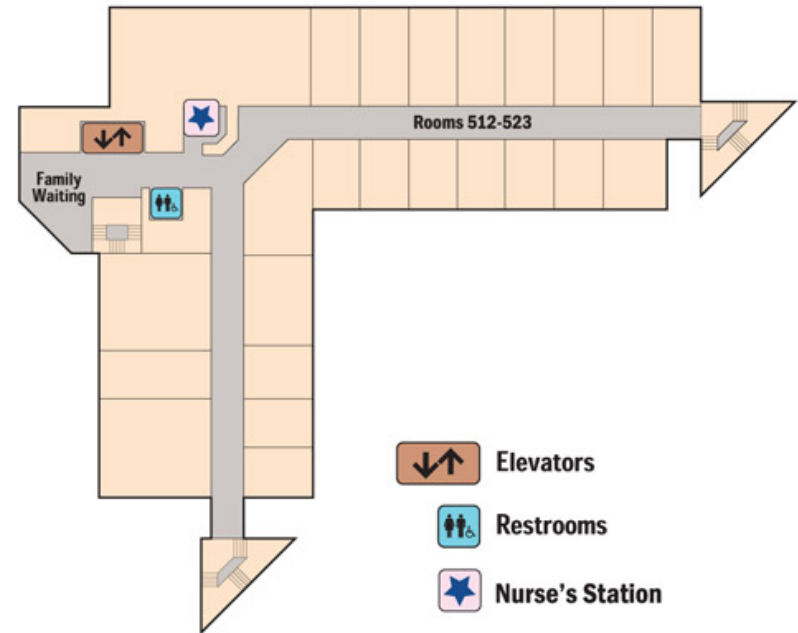 Rooms 512-523
Family
Waiting
Elevators
Restrooms
Nurse's Station